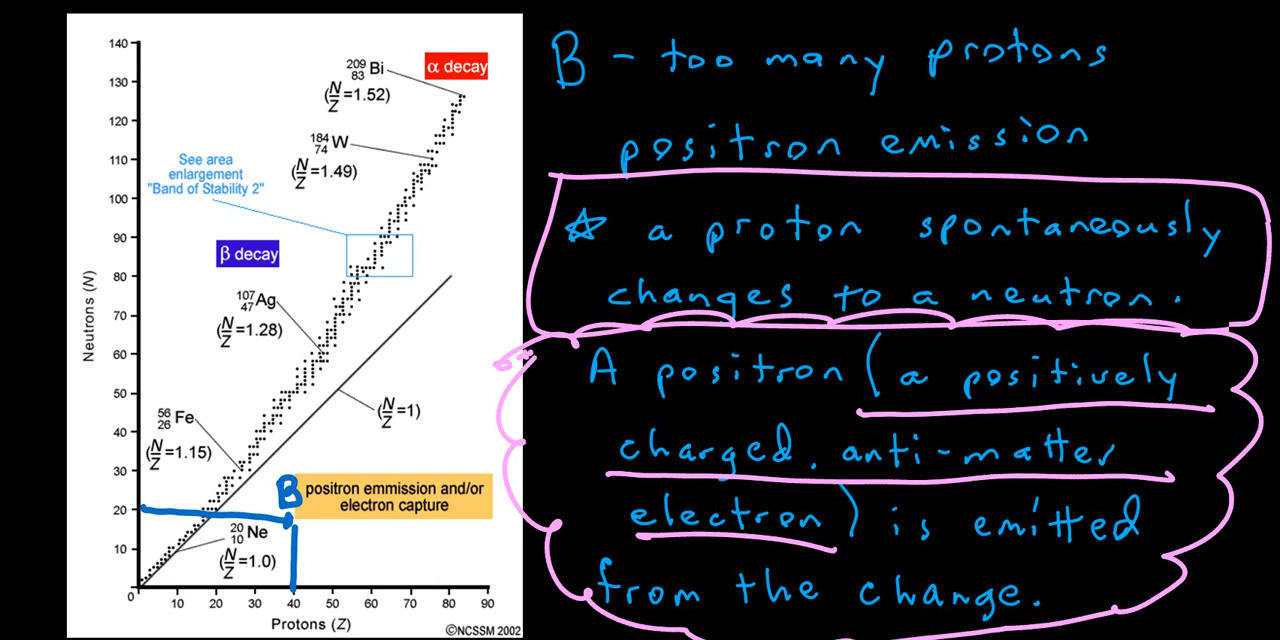 140
130
120
110
100
90
80
70
60
50
40
30
20
10
0
10 20 30 40 50 60 70 80 90
Neutrons (N)
Protons (Z)
©NCSSM 2002
209
83 Bi
(N/Z =1.52)
α decay
184
74 W
(N/Z =1.49)
See area
enlargement
"Band of Stability 2"
β decay
107
47 Ag
(N/Z =1.28)
(N/Z =1)
56
26 Fe
(N/Z =1.15)
B
positron emmission and/or
electron capture
20
10 Ne
(N/Z =1.0)
B - too many protons
positron emission
☆ a proton spontaneously
changes to a neutron.
A positron (a positively
charged, anti-matter
electron) is emitted
from the change.